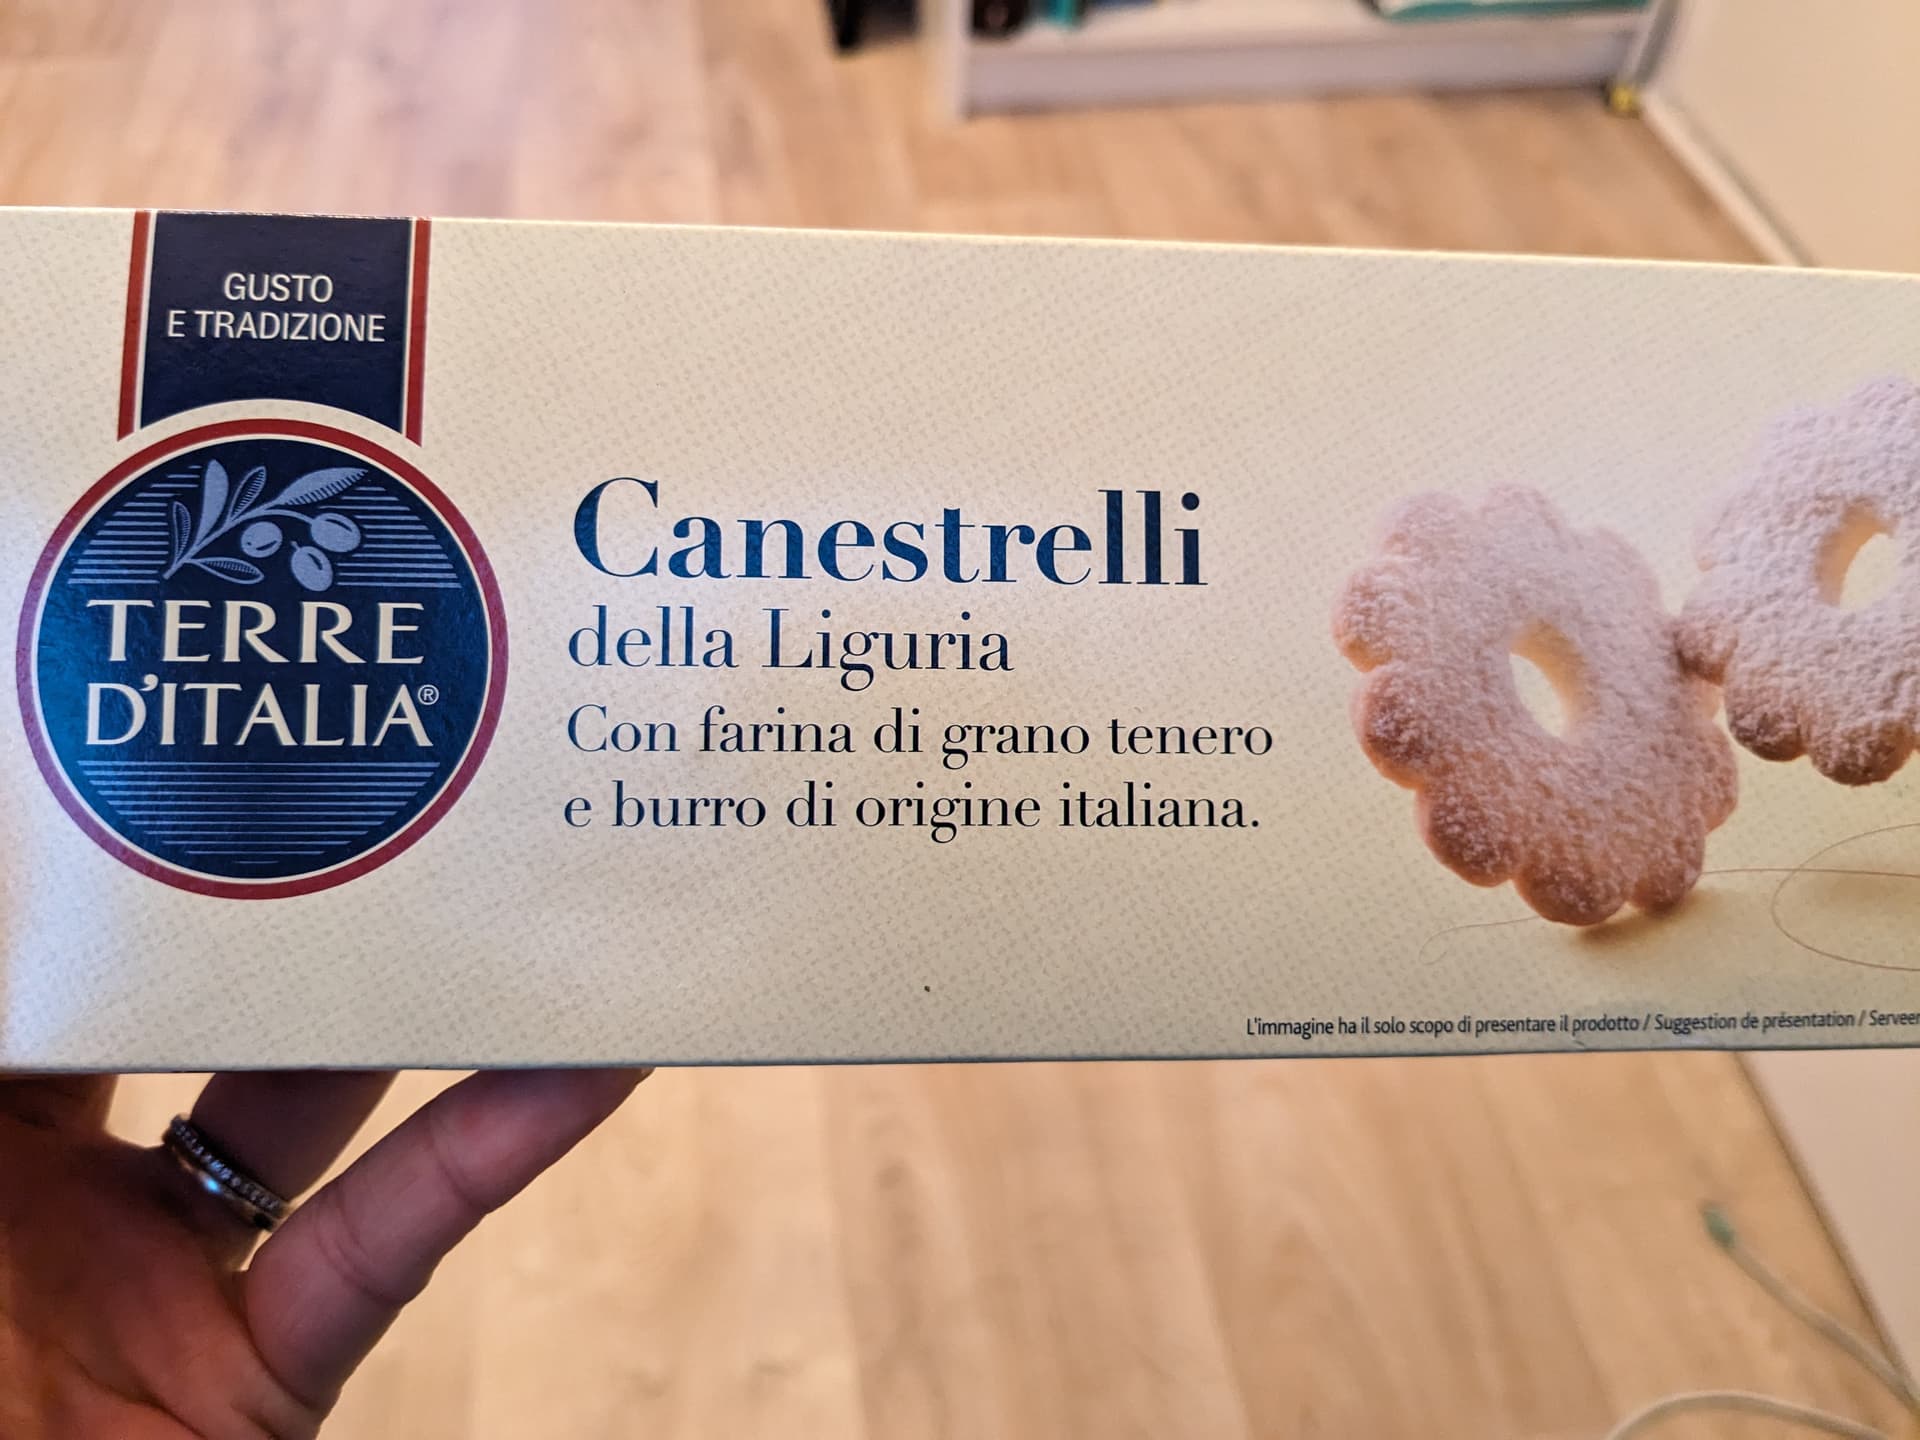 GUSTO
E TRADIZIONE
TERRE
D'ITALIA®
Canestrelli
della Liguria
Con farina di grano tenero
e burro di origine italiana.
L'immagine ha il solo scopo di presentare il prodotto / Suggestion de présentation /